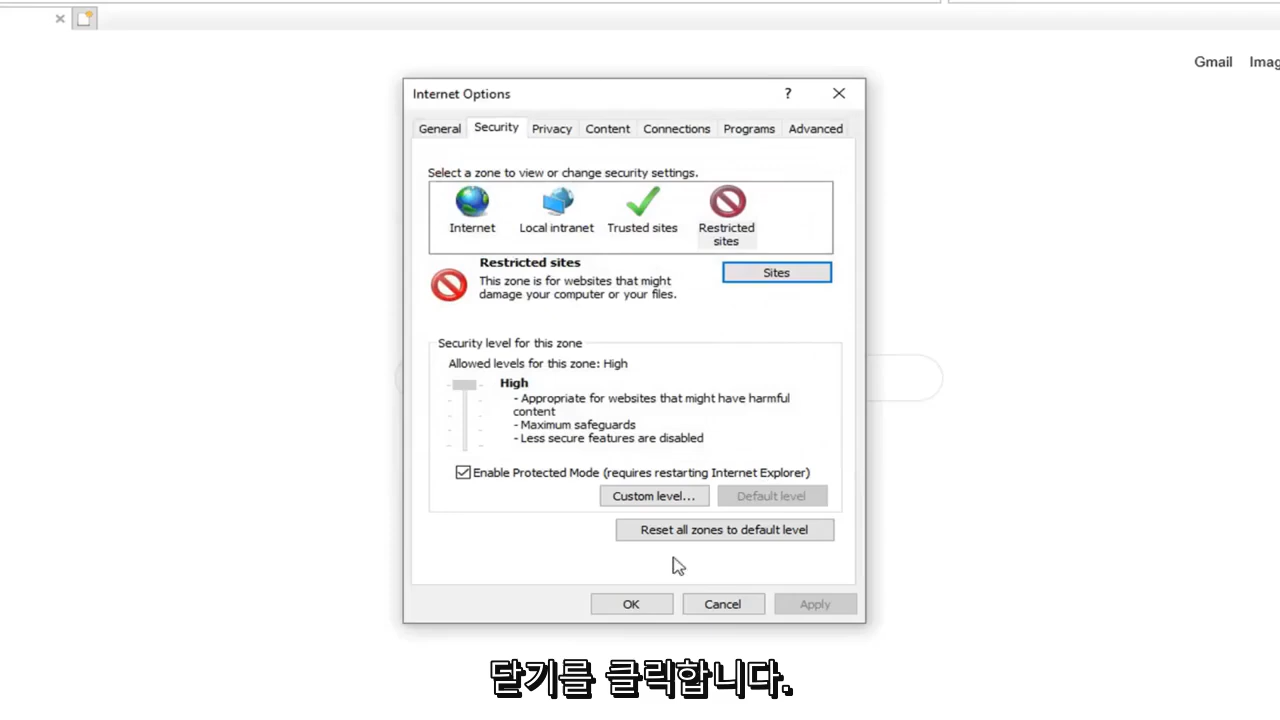 Gmail Imag
Internet Options
?
General Security Privacy Content Connections Programs Advanced
Select a zone to view or change security settings.
Internet Local intranet Trusted sites Restricted
sites
Restricted sites
This zone is for websites that might
damage your computer or your files.
Sites
Security level for this zone
Allowed levels for this zone: High
High
- Appropriate for websites that might have harmful
content
- Maximum safeguards
- Less secure features are disabled
Enable Protected Mode (requires restarting Internet Explorer)
Custom level... Default level
Reset all zones to default level
OK Cancel Apply
닫기를 클릭합니다.